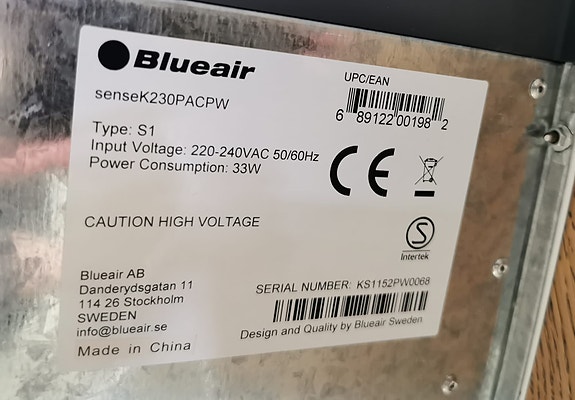 Blueair
senseK230PACPW
UPC/EAN
6 89122 00198 2
Type: S1
Input Voltage: 220-240VAC 50/60Hz
Power Consumption: 33W
CE
CAUTION HIGH VOLTAGE
S
Intertek
Blueair AB
Danderydsgatan 11
114 26 Stockholm
SWEDEN
info@blueair.se
Made in China
SERIAL NUMBER: KS1152PW0068
Design and Quality by Blueair Sweden.